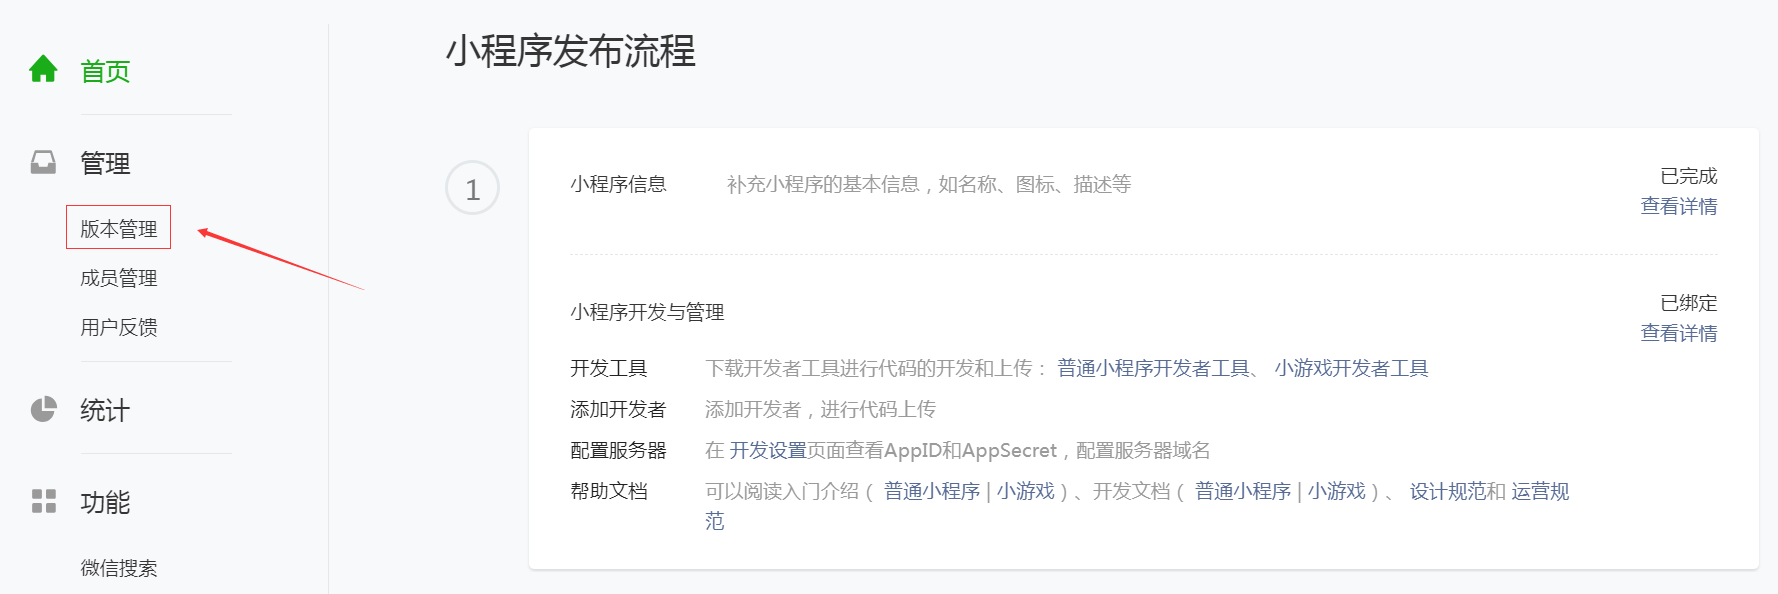 首页
管理
版本管理
成员管理
用户反馈
统计
功能
微信搜索
小程序发布流程
1
小程序信息 补充小程序的基本信息，如名称、图标、描述等 已完成
查看详情
小程序开发与管理 已绑定
查看详情
开发工具 下载开发者工具进行代码的开发和上传： 普通小程序开发者工具、 小游戏开发者工具
添加开发者 添加开发者，进行代码上传
配置服务器 在 开发设置页面查看AppID和AppSecret，配置服务器域名
帮助文档 可以阅读入门介绍（ 普通小程序 | 小游戏 ）、开发文档（ 普通小程序 | 小游戏 ）、 设计规范和 运营规
范